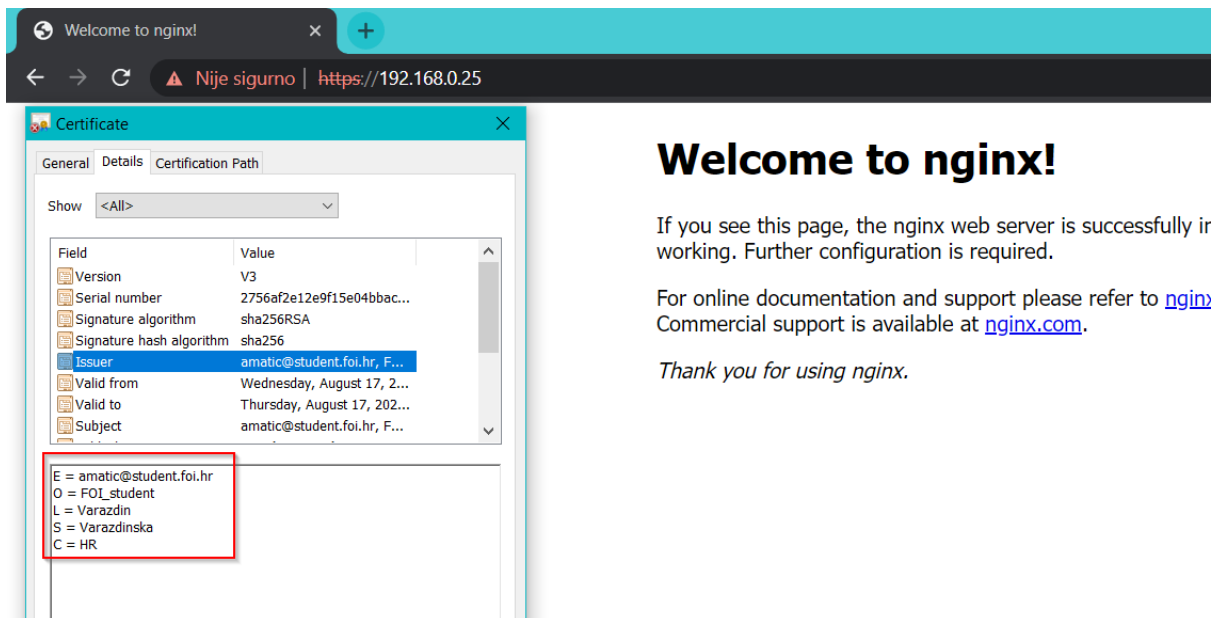 Welcome to nginx!
Nije sigurno | https://192.168.0.25
Certificate
General Details Certification Path
Show <All>
Field Value
Version V3
Serial number 2756af2e12e9f15e04bbac...
Signature algorithm sha256RSA
Signature hash algorithm sha256
Issuer amatic@student.foi.hr, F...
Valid from Wednesday, August 17, 2...
Valid to Thursday, August 17, 202...
Subject amatic@student.foi.hr, F...
E = amatic@student.foi.hr
O = FOI_student
L = Varazdin
S = Varazdinska
C = HR
Welcome to nginx!
If you see this page, the nginx web server is successfully
working. Further configuration is required.
For online documentation and support please refer to
Commercial support is available at nginx.com.
Thank you for using nginx.